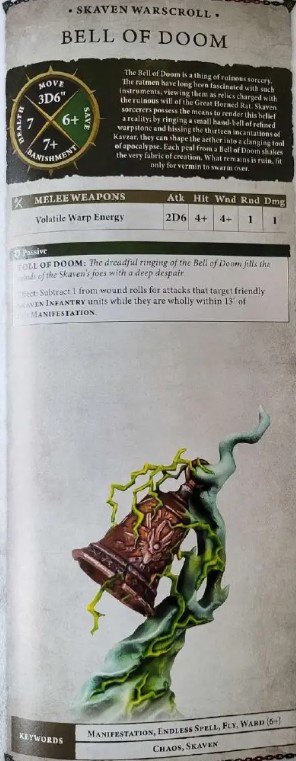 • SKAVEN WARSCROLL •
BELL OF DOOM
MOVE
3D6"
HEALTH
7
6+
SAVE
7+
BANISHMENT
The Bell of Doom is a thing of ruinous sorcery.
The ratmen have long been fascinated with such
instruments, viewing them as relics charged with
the ruinous will of the Great Horned Rat. Skaven
sorcerers possess the means to render this belief
a reality; by ringing a small hand-bell of refined
warpstone and hissing the thirteen incantations of
kavzar, they can shape the aether into a clanging tool
of apocalypse. Each peal from a Bell of Doom shakes
the very fabric of creation. What remains is ruin, fit
only for vermin to swarm over.
MELEE WEAPONS Atk Hit Wnd Rnd Dmg
Volatile Warp Energy 2D6 4+ 4+ 1 1
Passive
OLL OF DOOM: The dreadful ringing of the Bell of Doom fills the
of the Skaven's foes with a deep despair.
Subtract 1 from wound rolls for attacks that target friendly
INFANTRY units while they are wholly within 13" of
MANIFESTATION.
KEYWORDS
MANIFESTATION, ENDLESS SPELL, FLY, WARD (6+)
CHAOS, SKAVEN